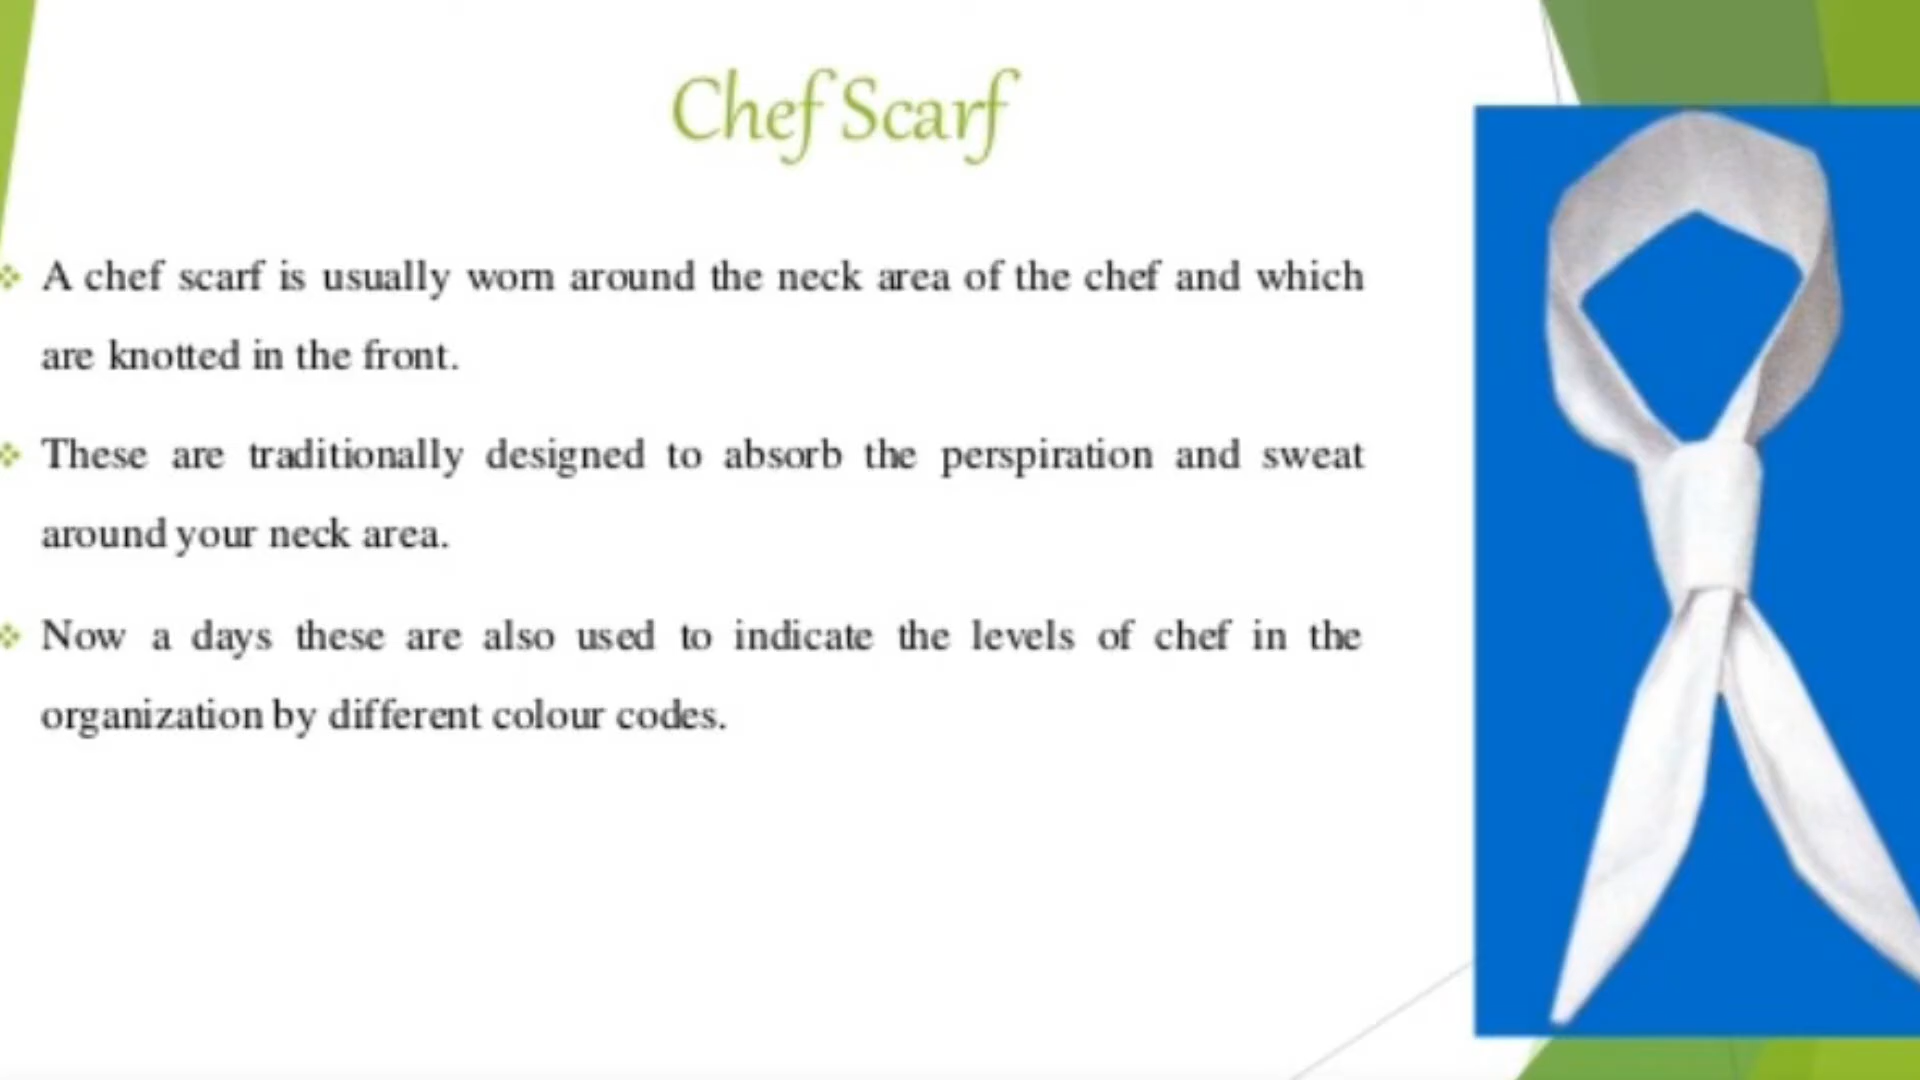 Chef Scarf
A chef scarf is usually worn around the neck area of the chef and which
are knotted in the front.
These are traditionally designed to absorb the perspiration and sweat
around your neck area.
Now a days these are also used to indicate the levels of chef in the
organization by different colour codes.